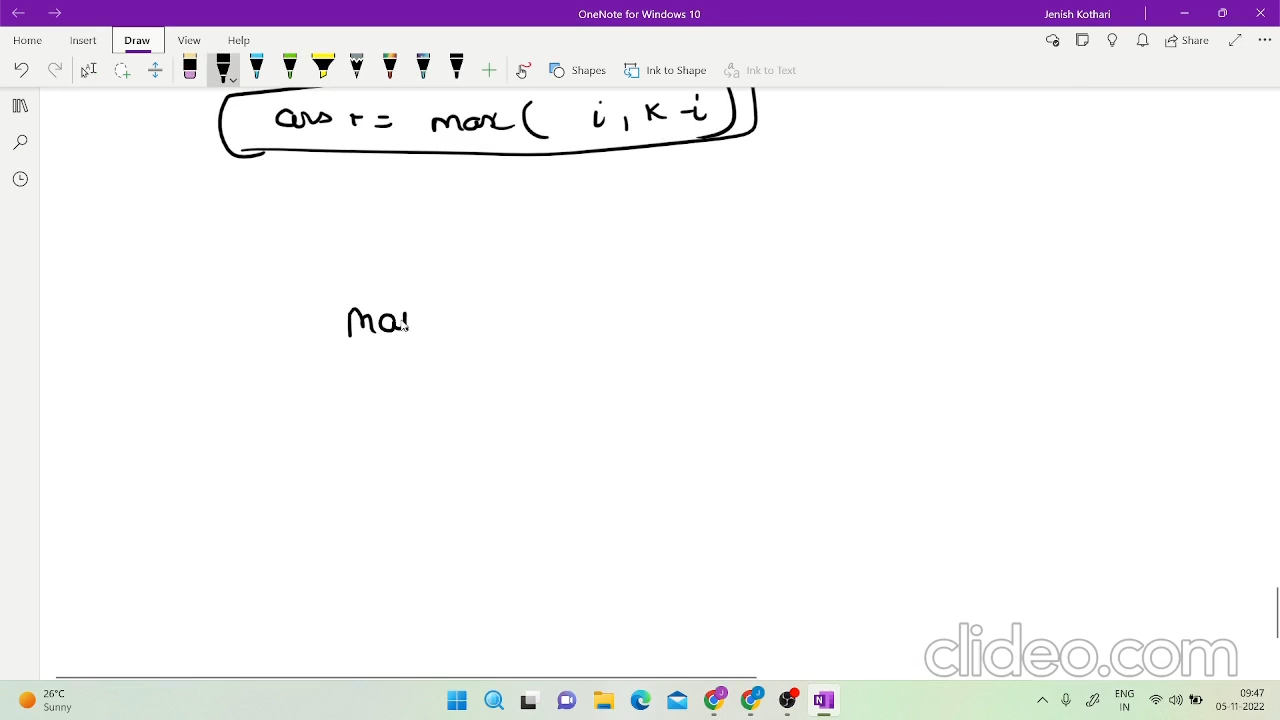 OneNote for Windows 10
Jenish Kothari
Home Insert Draw View Help
Share
Shapes Ink to Shape Ink to Text
ans + = max ( i , K - i )
Ma
clideo.com
26°C
Sunny
ENG
IN
09:47
05-11-2022